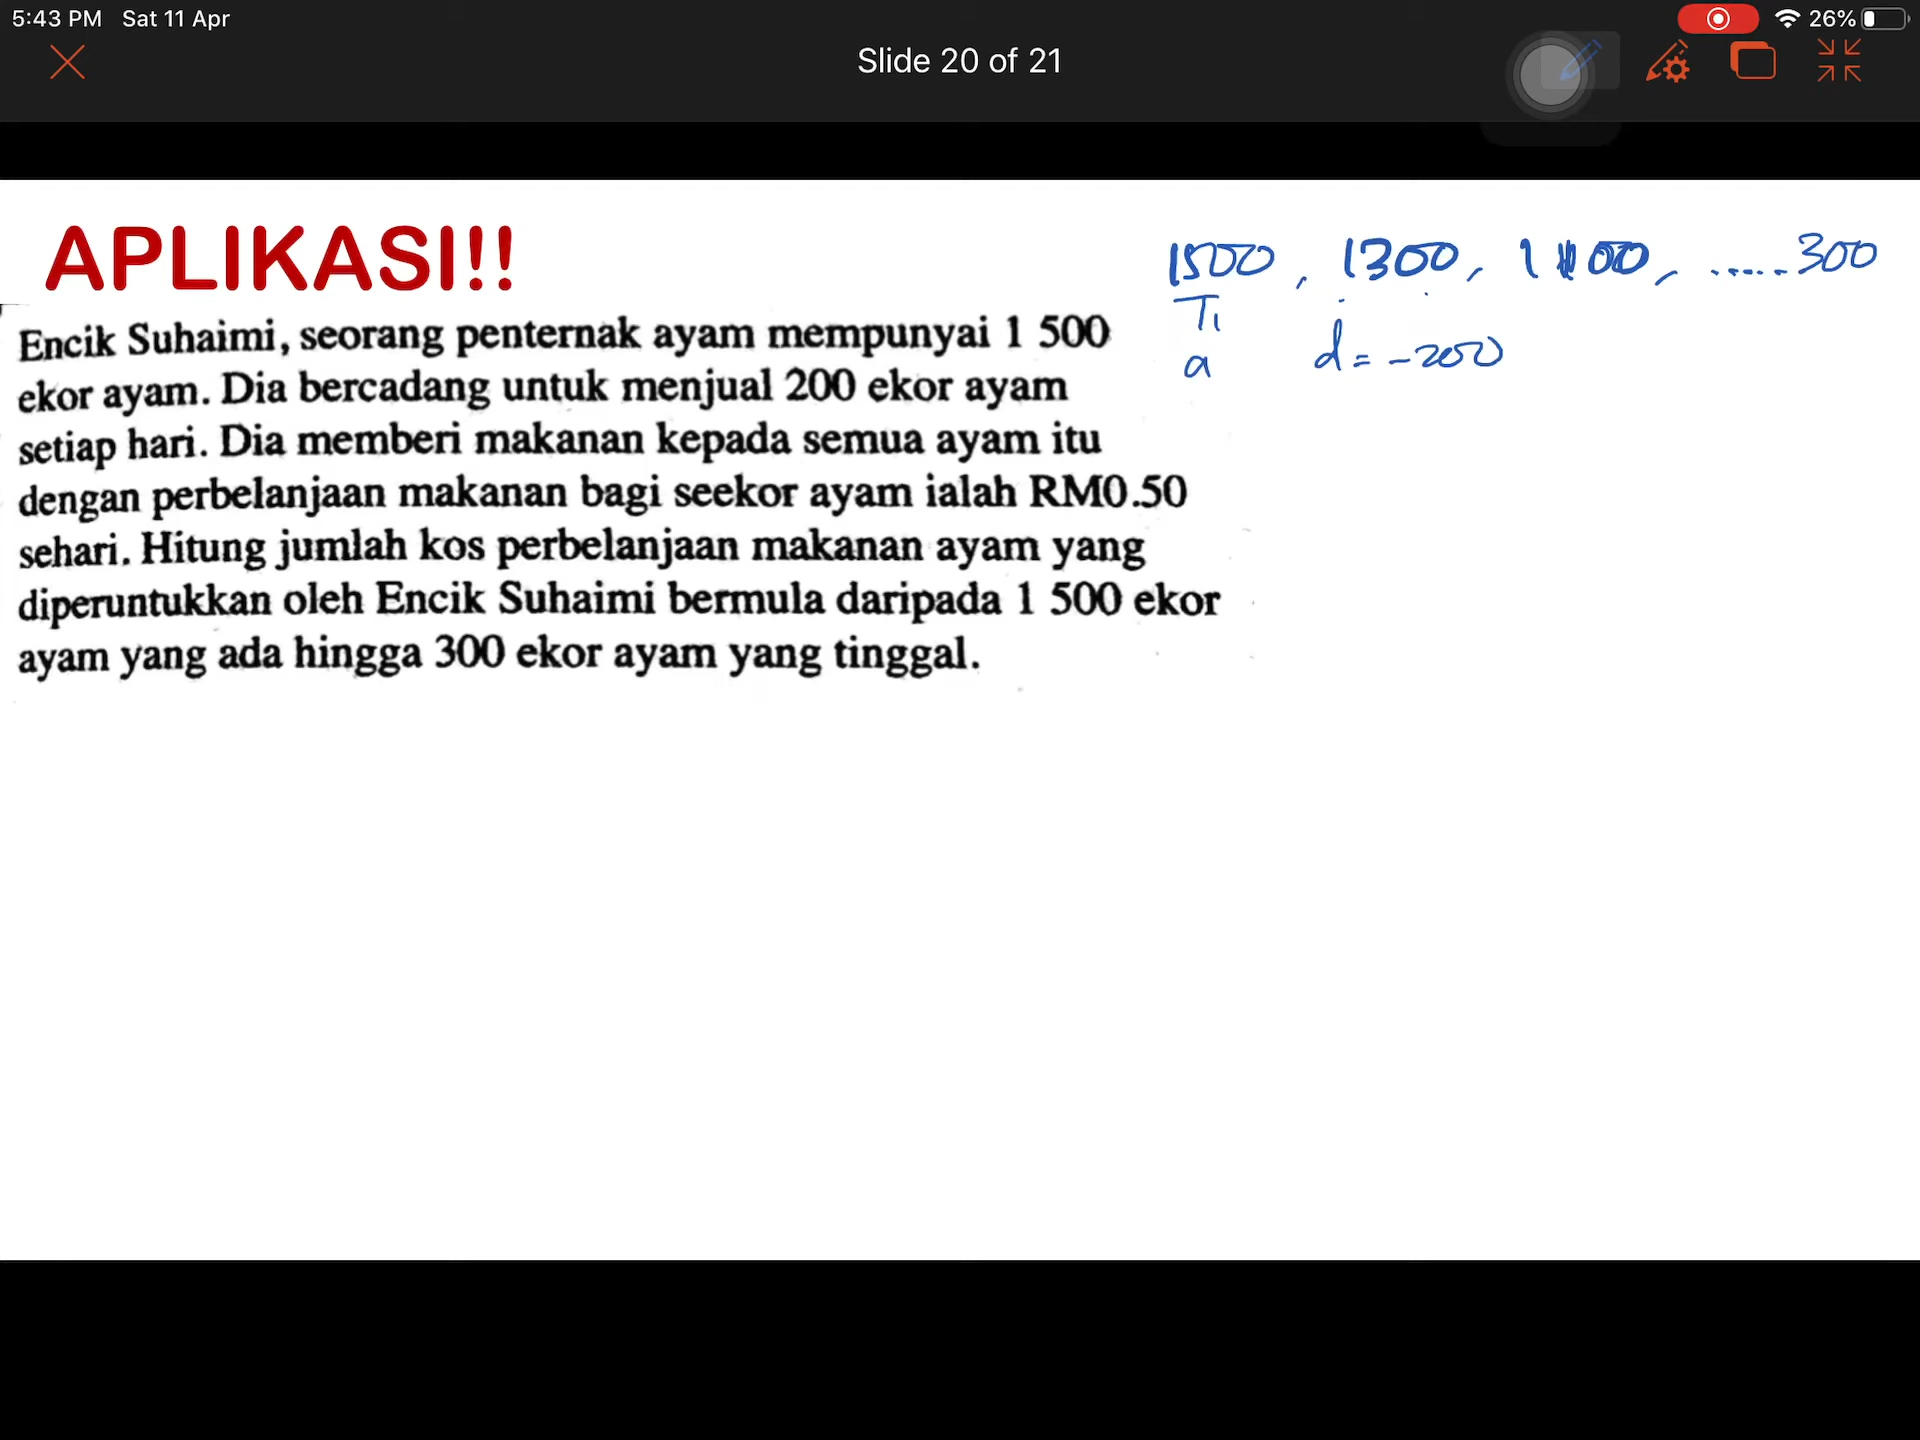 5:43 PM Sat 11 Apr
26%
Slide 20 of 21
APLIKASI!!
1500, 1300, 1100, ......300
T1
a d = -200
Encik Suhaimi, seorang penternak ayam mempunyai 1 500
ekor ayam. Dia bercadang untuk menjual 200 ekor ayam
setiap hari. Dia memberi makanan kepada semua ayam itu
dengan perbelanjaan makanan bagi seekor ayam ialah RM0.50
sehari. Hitung jumlah kos perbelanjaan makanan ayam yang
diperuntukkan oleh Encik Suhaimi bermula daripada 1 500 ekor
ayam yang ada hingga 300 ekor ayam yang tinggal.